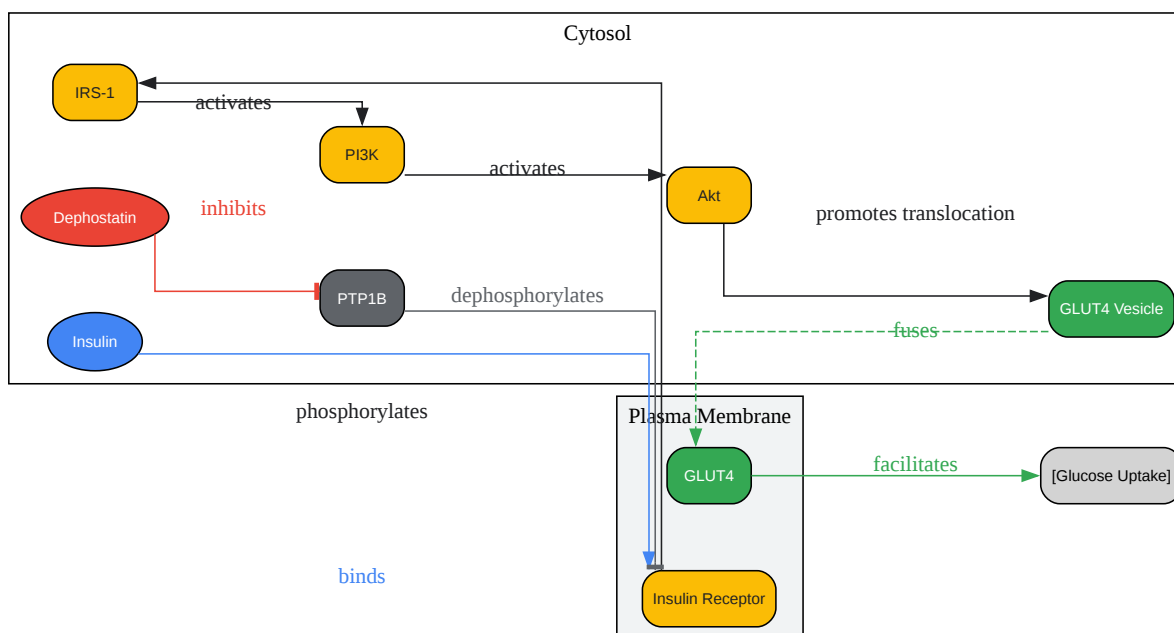 Cytosol
IRS-1
activates
PI3K
activates
Akt
Dephostatin
inhibits
promotes translocation
PTP1B
dephosphorylates
GLUT4 Vesicle
Insulin
fuses
phosphorylates
Plasma Membrane
GLUT4
facilitates
[Glucose Uptake]
binds
Insulin Receptor